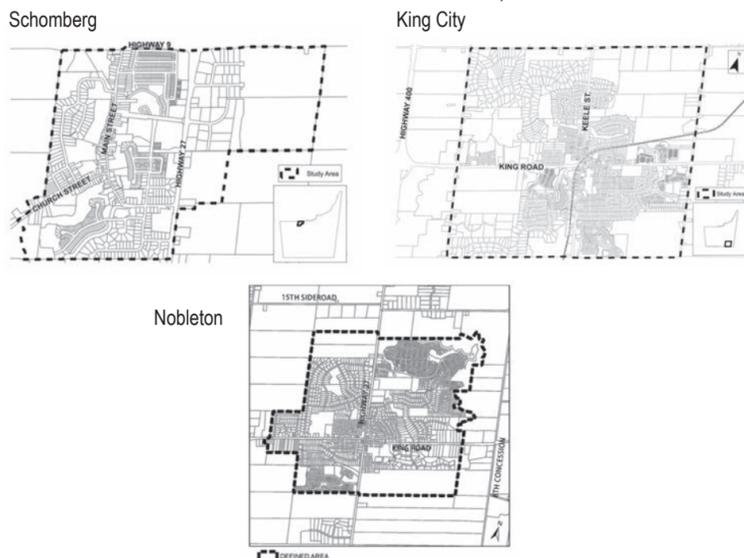 Schomberg
HIGHWAY 9
MAIN STREET
HIGHWAY 27
CHURCH STREET
Study Area
King City
HIGHWAY 400
KEELE ST.
KING ROAD
Study Area
N
Nobleton
15TH SIDEROAD
HIGHWAY 27
KING ROAD
8TH CONCESSION
N
DEFINED AREA